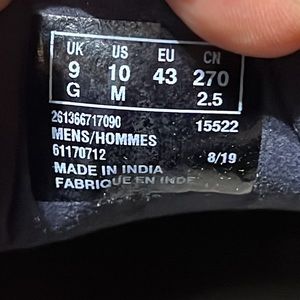 UK US EU CN
9 10 43 270
G M 2.5
261366717090 15522
MENS/HOMMES
61170712 8/19
MADE IN INDIA
FABRIQUE EN INDE